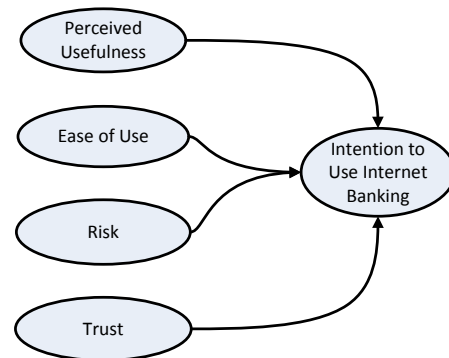 Perceived
Usefulness
Ease of Use
Risk
Trust
Intention to
Use Internet
Banking